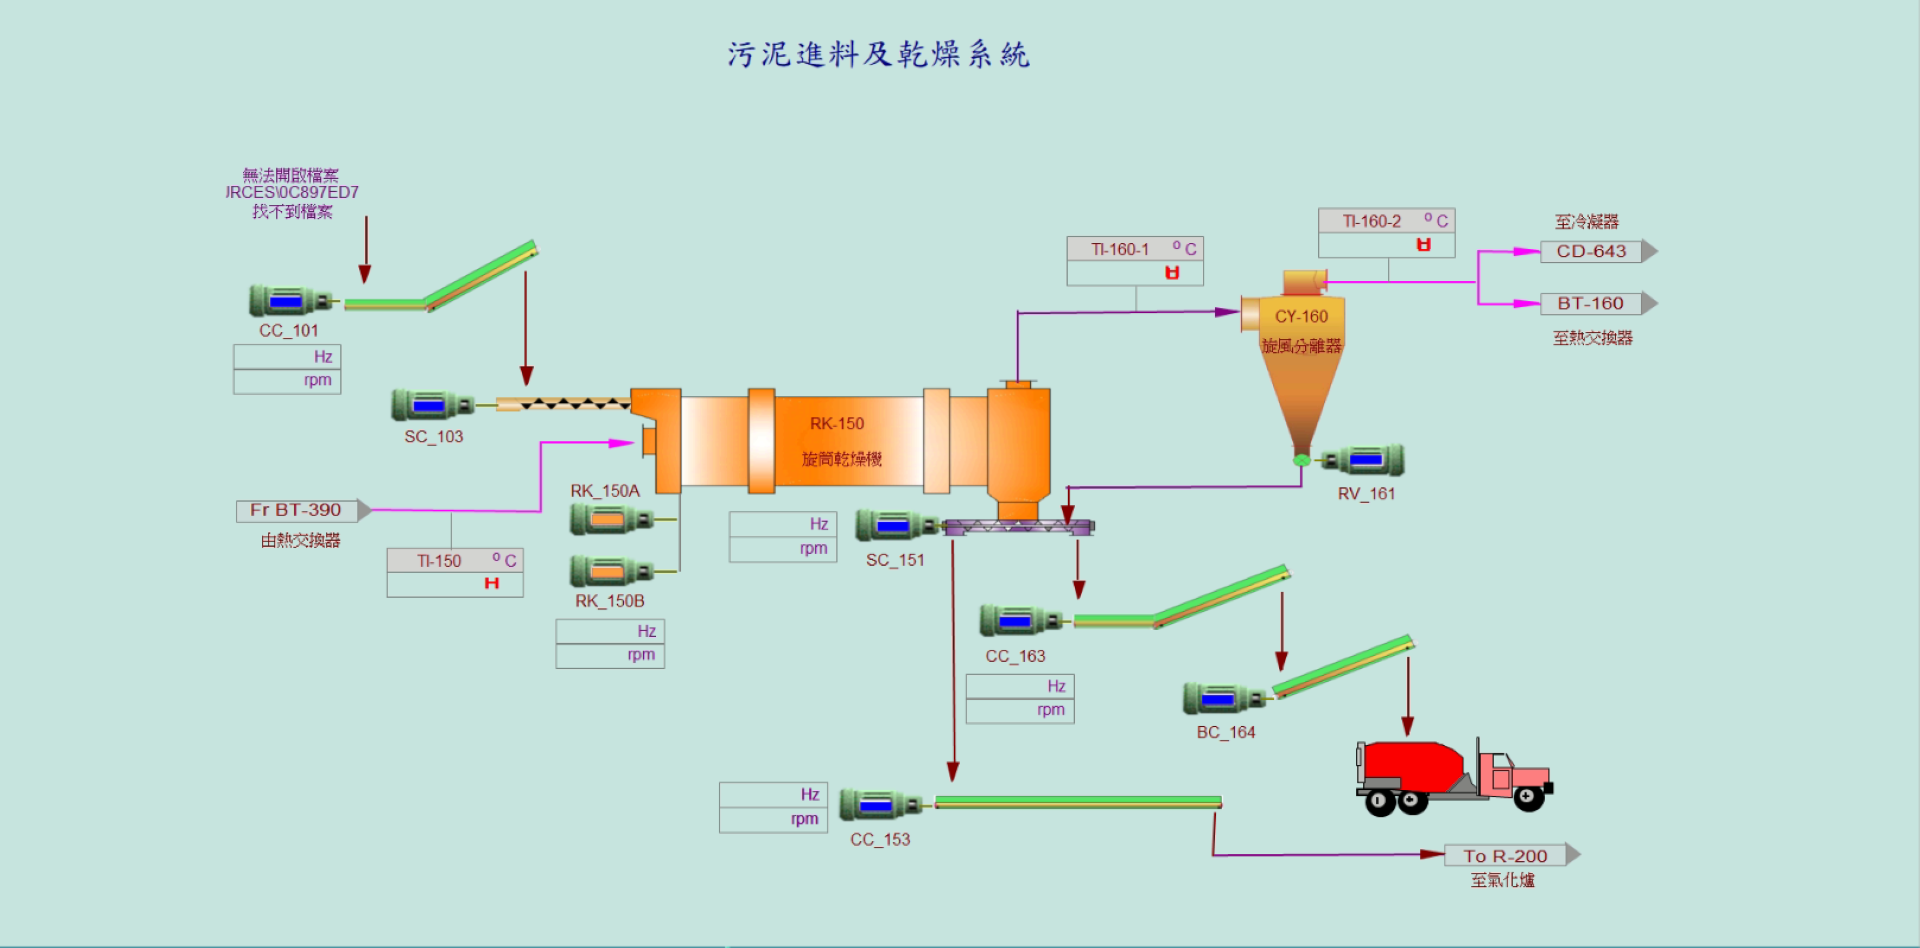 污泥進料及乾燥系統
無法開啟檔案
JRCES\0C897ED7
找不到檔案
CC_101
Hz
rpm
SC_103
Fr BT-390
由熱交換器
TI-150 ºC
H
RK-150
旋筒乾燥機
RK_150A
RK_150B
Hz
rpm
Hz
rpm
SC_151
TI-160-1 ºC
H
TI-160-2 ºC
H
CY-160
旋風分離器
至冷凝器
CD-643
BT-160
至熱交換器
RV_161
CC_163
Hz
rpm
BC_164
Hz
rpm
CC_153
To R-200
至氣化爐